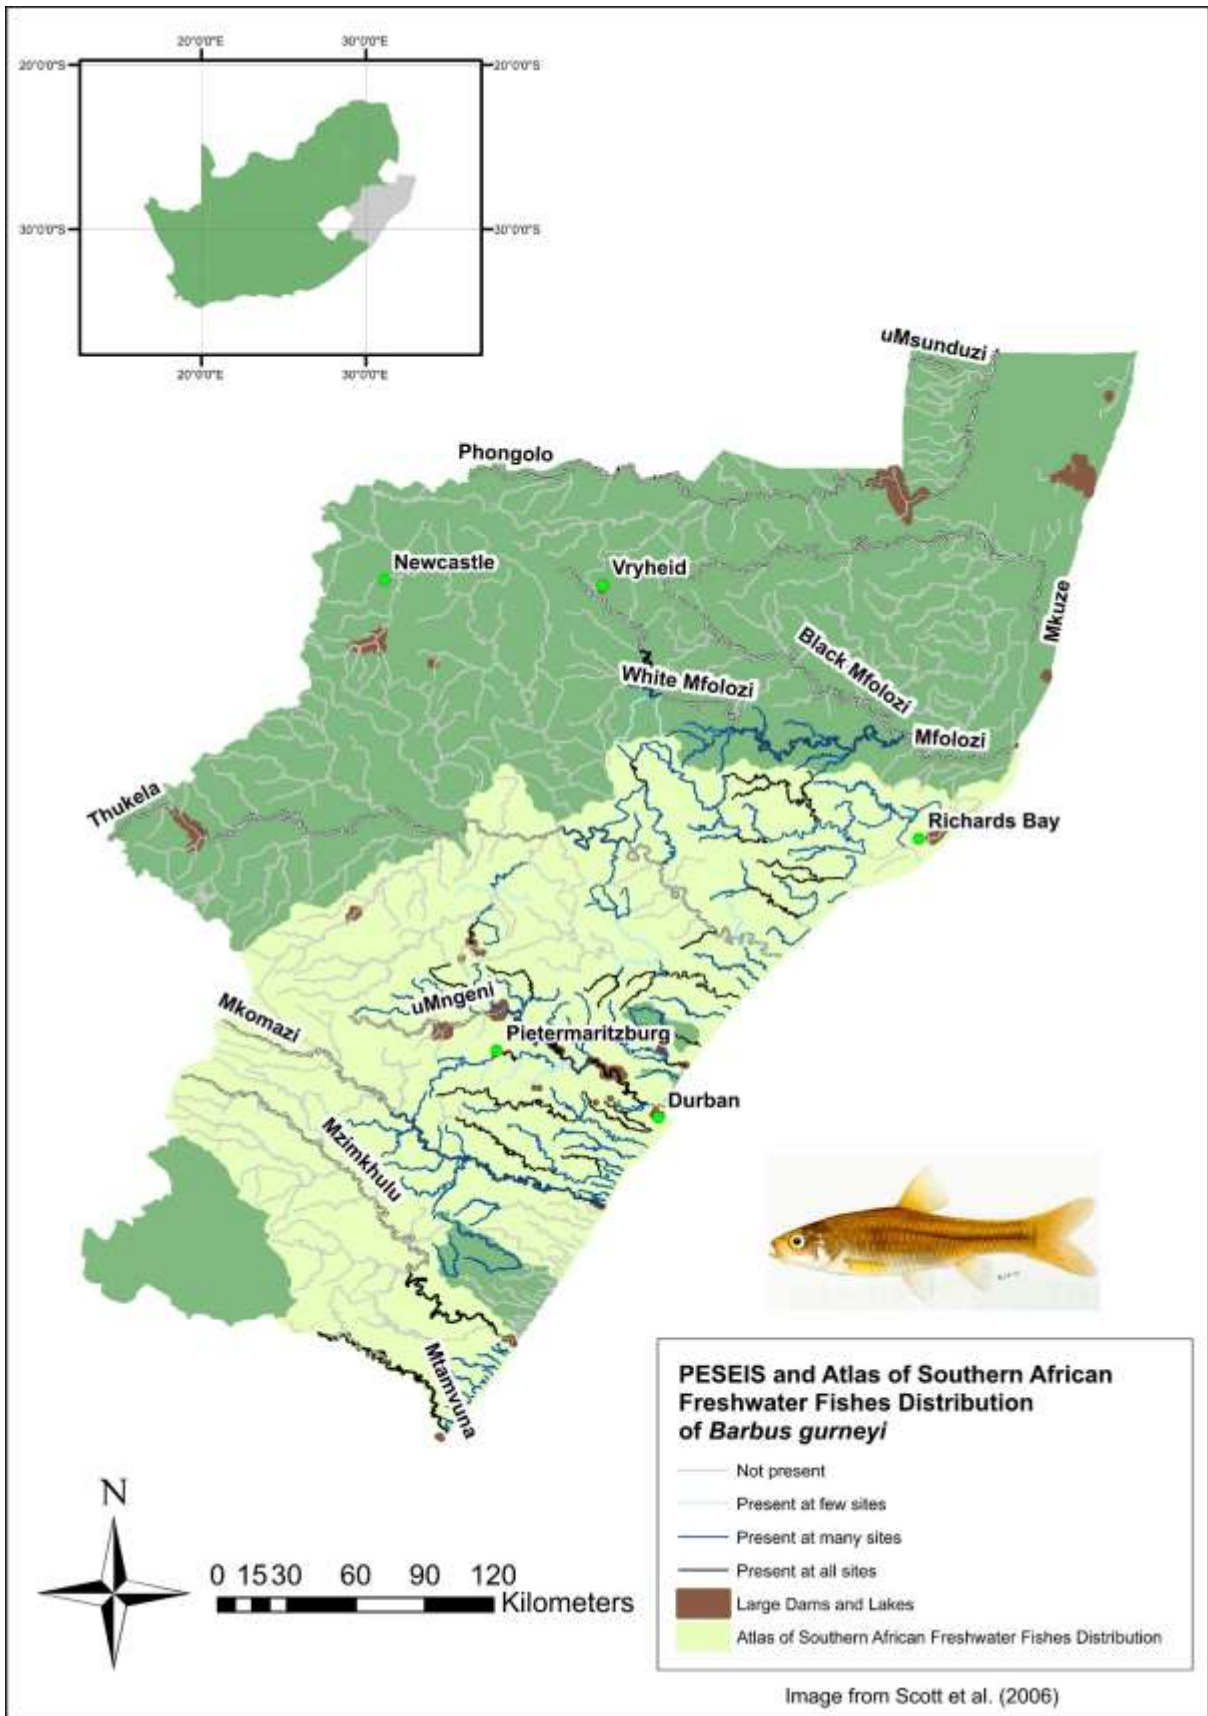 20°0'0"E 30°0'0"E
20°0'0"S 20°0'0"S
30°0'0"S 30°0'0"S
20°0'0"E 30°0'0"E
uMsunduzi
Phongolo
Newcastle
Vryheid
Mkuze
Black Mfolozi
White Mfolozi
Mfolozi
Thukela
Richards Bay
uMngeni
Mkomazi
Pietermaritzburg
Durban
Mzimkhulu
Mtamvuna
PESEIS and Atlas of Southern African
Freshwater Fishes Distribution
of Barbus gurneyi
Not present
Present at few sites
Present at many sites
Present at all sites
Large Dams and Lakes
Atlas of Southern African Freshwater Fishes Distribution
N
0 15 30 60 90 120
Kilometers
Image from Scott et al. (2006)